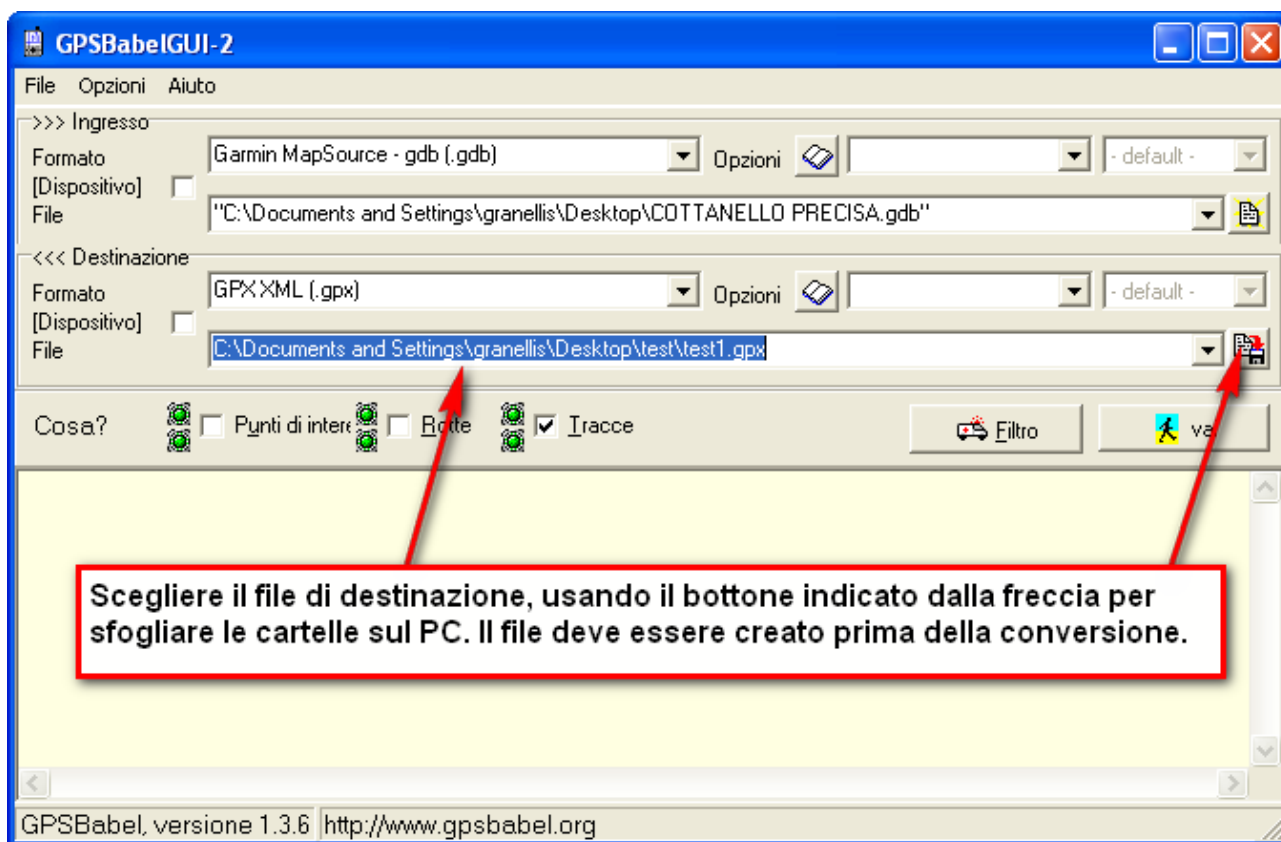 GPSBabelGUI-2
File Opzioni Aiuto
>>> Ingresso
Formato Garmin MapSource - gdb (.gdb) Opzioni - default -
[Dispositivo]
File "C:\Documents and Settings\granellis\Desktop\COTTANELLO PRECISA.gdb"
<<< Destinazione
Formato GPX XML (.gpx) Opzioni - default -
[Dispositivo]
File C:\Documents and Settings\granellis\Desktop\test\test1.gpx
Cosa? Punti di intere Rotte Tracce Filtro va
Scegliere il file di destinazione, usando il bottone indicato dalla freccia per
sfogliare le cartelle sul PC. Il file deve essere creato prima della conversione.
GPSBabel, versione 1.3.6 http://www.gpsbabel.org